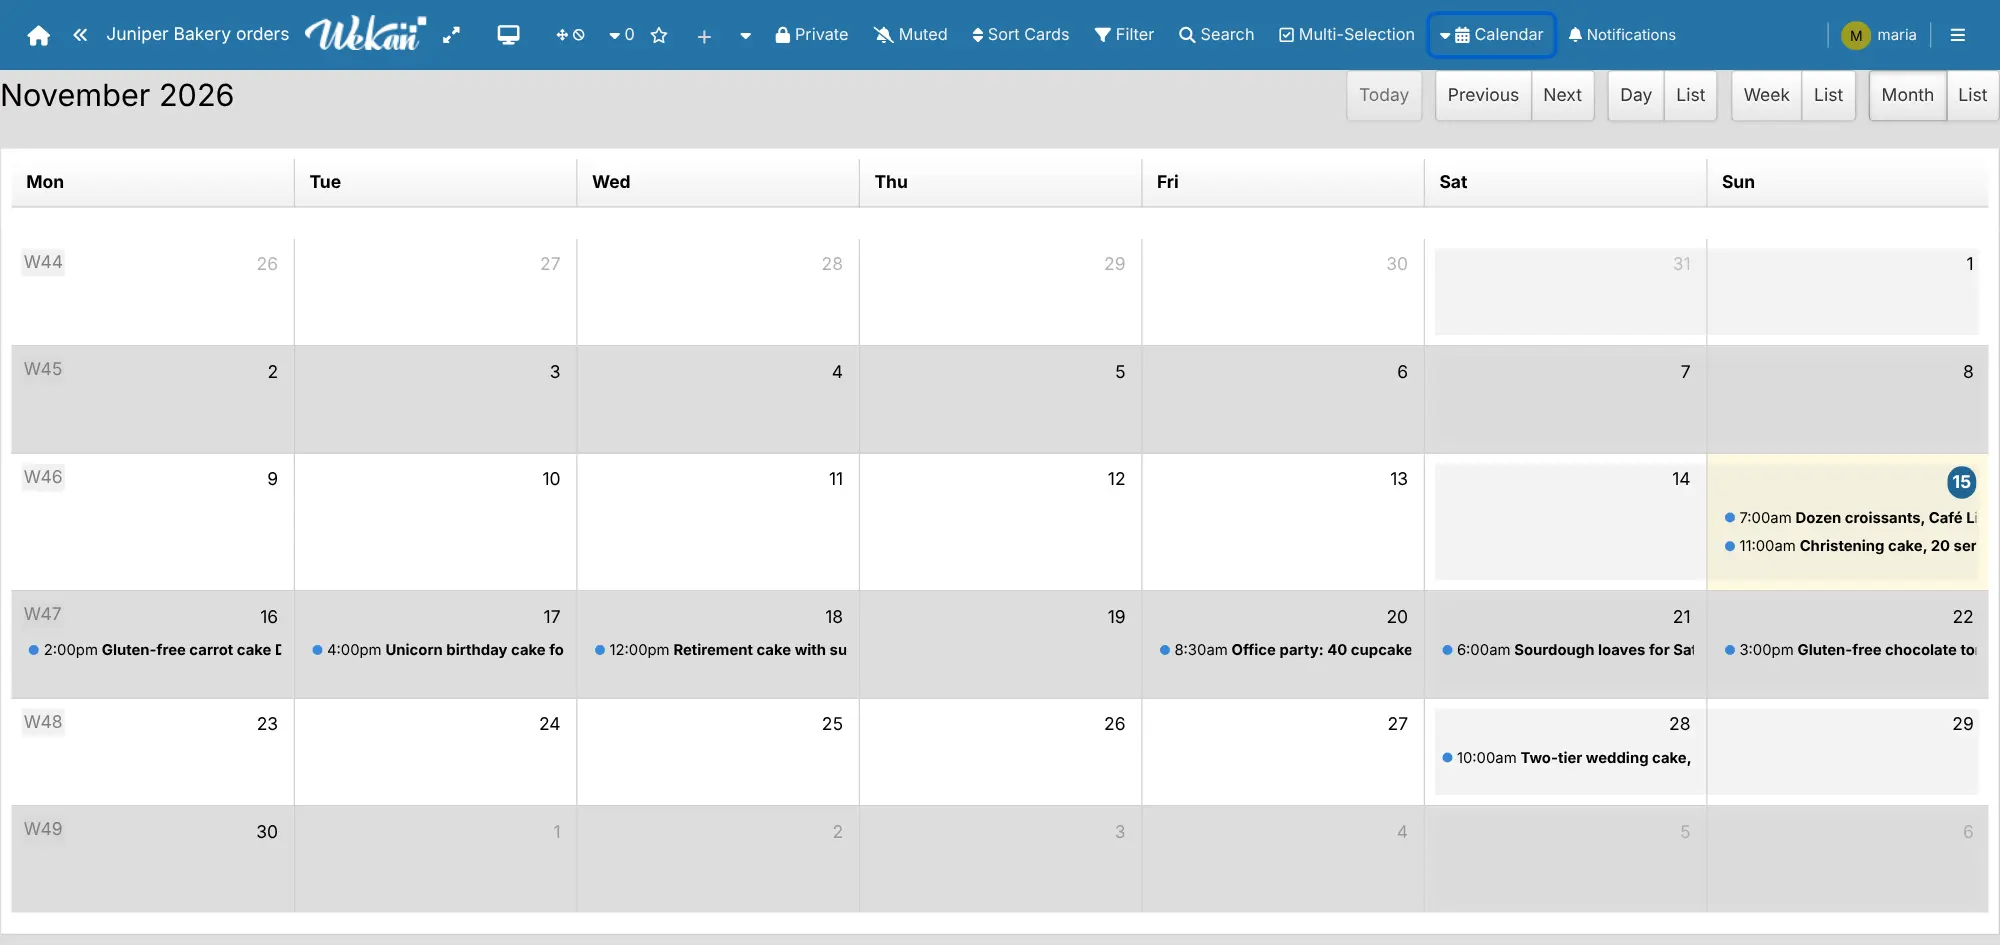 Juniper Bakery orders WeKan 0 Private Muted Sort Cards Filter Search Multi-Selection Calendar Notifications M maria
November 2026 Today Previous Next Day List Week List Month List
Mon Tue Wed Thu Fri Sat Sun
W44 26 27 28 29 30 31 1
W45 2 3 4 5 6 7 8
W46 9 10 11 12 13 14 15
7:00am Dozen croissants, Café
11:00am Christening cake, 20
W47 16 17 18 19 20 21 22
2:00pm Gluten-free carrot cake 4:00pm Unicorn birthday cake 12:00pm Retirement cake with 8:30am Office party: 40 cupcake 6:00am Sourdough loaves for 3:00pm Gluten-free chocolate
W48 23 24 25 26 27 28 29
10:00am Two-tier wedding cake,
W49 30 1 2 3 4 5 6